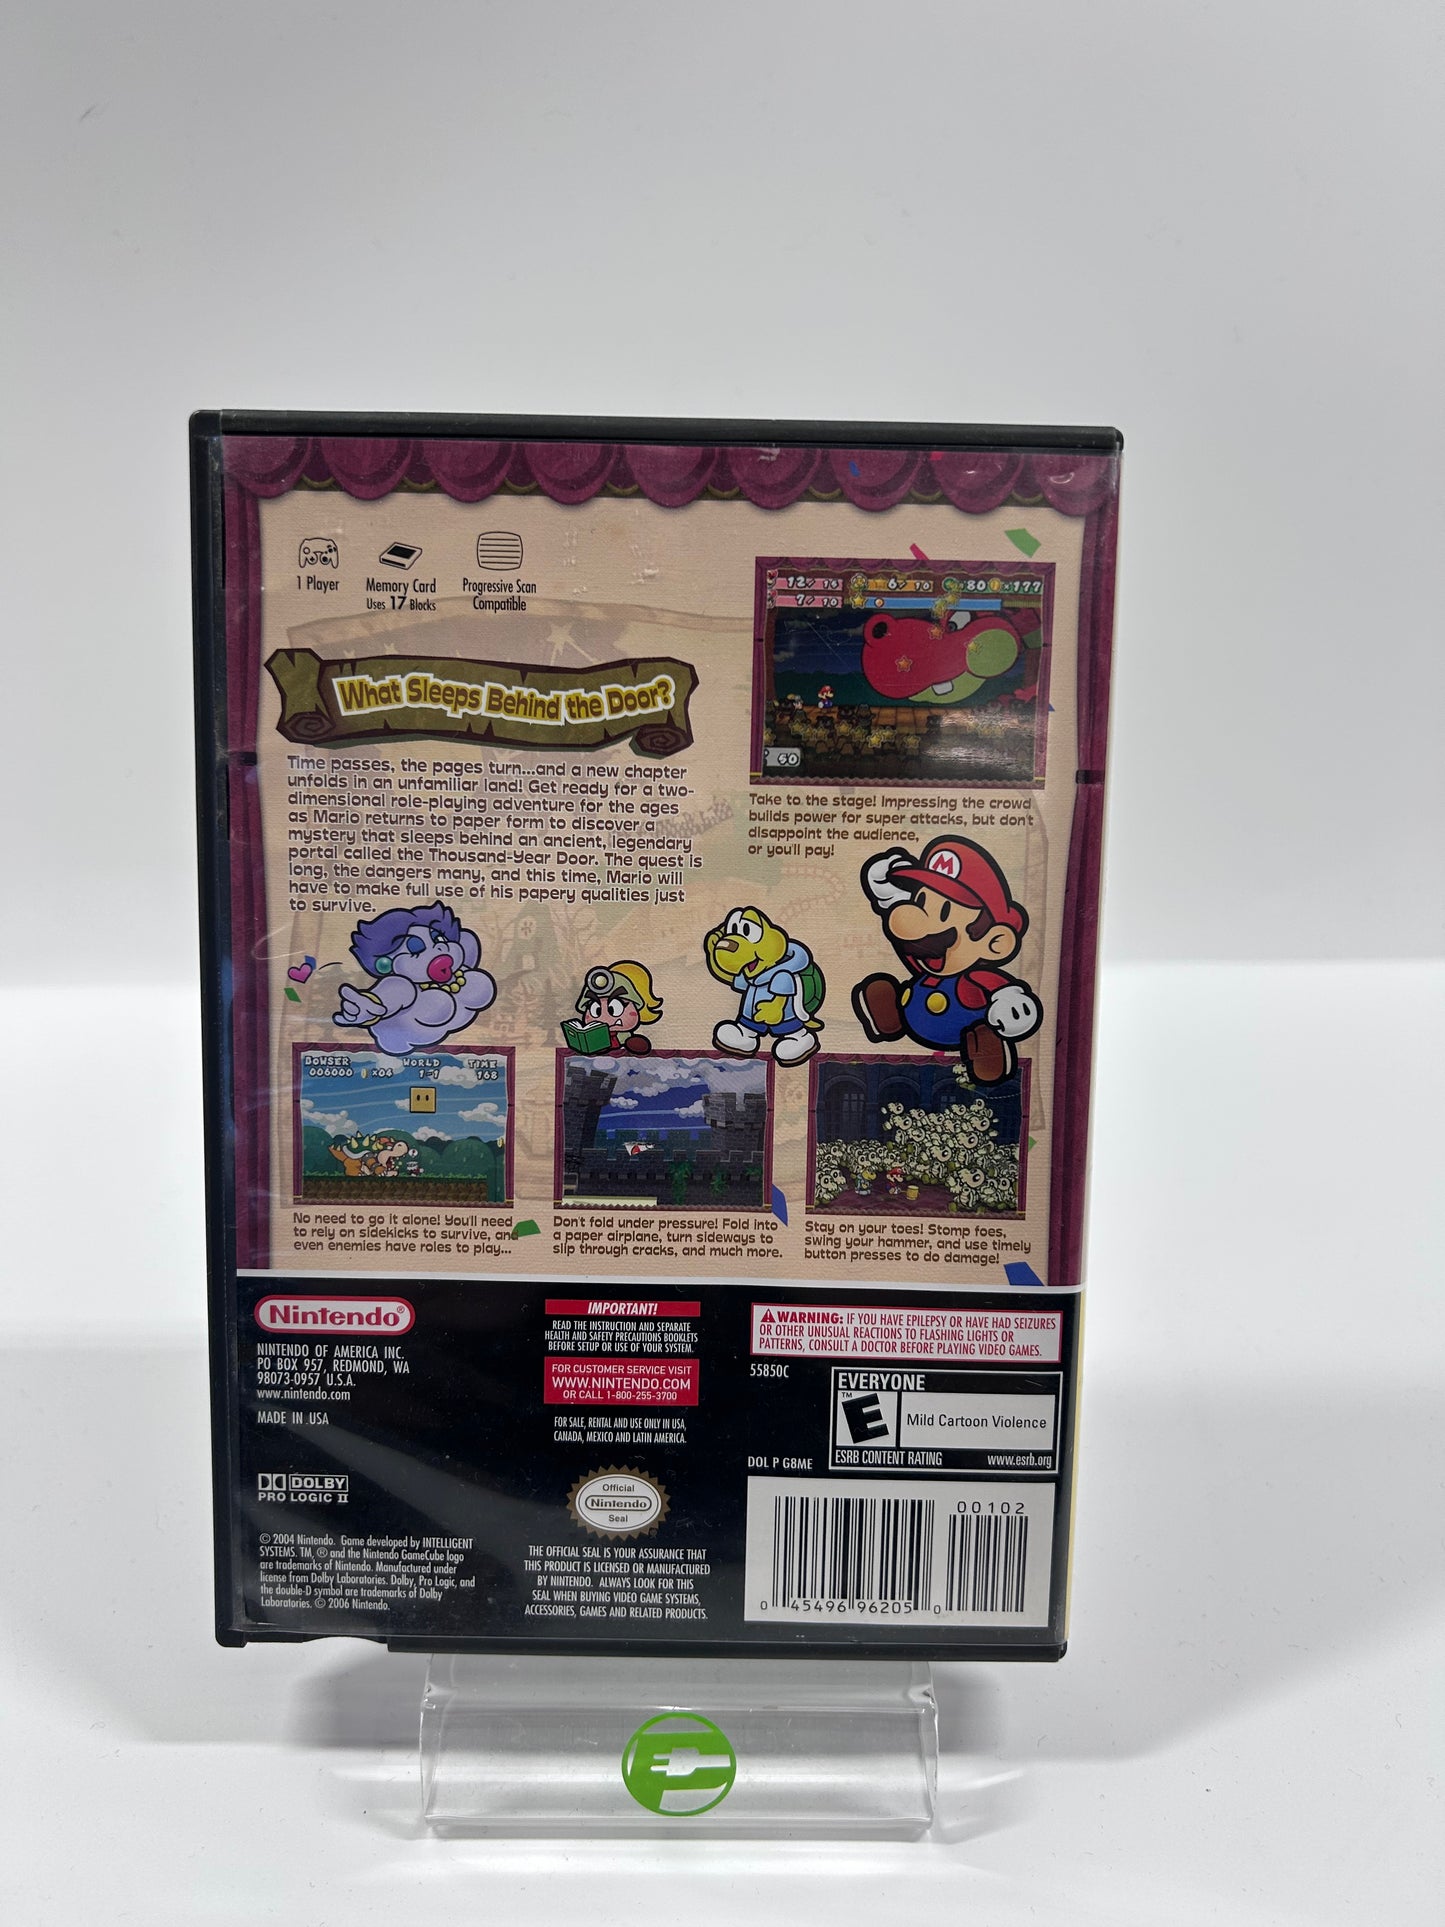 1 Player
Memory Card
Uses 17 Blocks
Progressive Scan
Compatible
What Sleeps Behind the Door?
Time passes, the pages turn...and a new chapter
unfolds in an unfamiliar land! Get ready for a two-
dimensional role-playing adventure for the ages
as Mario returns to paper form to discover a
mystery that sleeps behind an ancient, legendary
portal called the Thousand-Year Door. The quest is
long, the dangers many, and this time, Mario will
have to make full use of his papery qualities just
to survive.
60
Take to the stage! Impressing the crowd
builds power for super attacks, but don't
disappoint the audience,
or you'll pay!
M
BOWSER WORLD TIME
006000 x04 1-1 168
No need to go it alone! You'll need
to rely on sidekicks to survive, and
even enemies have roles to play...
Don't fold under pressure! Fold into
a paper airplane, turn sideways to
slip through cracks, and much more.
Stay on your toes! Stomp foes,
swing your hammer, and use timely
button presses to do damage!
Nintendo®
NINTENDO OF AMERICA INC.
PO BOX 957, REDMOND, WA
98073-0957 U.S.A.
www.nintendo.com
MADE IN USA
DOLBY
PRO LOGIC II
© 2004 Nintendo. Game developed by INTELLIGENT
SYSTEMS. TM, ® and the Nintendo GameCube logo
are trademarks of Nintendo. Manufactured under
license from Dolby Laboratories. Dolby, Pro Logic, and
the double-D symbol are trademarks of Dolby
Laboratories. © 2006 Nintendo.
IMPORTANT!
READ THE INSTRUCTION AND SEPARATE
HEALTH AND SAFETY PRECAUTIONS BOOKLETS
BEFORE SETUP OR USE OF YOUR SYSTEM.
FOR CUSTOMER SERVICE VISIT
WWW.NINTENDO.COM
OR CALL 1-800-255-3700
FOR SALE, RENTAL AND USE ONLY IN USA,
CANADA, MEXICO AND LATIN AMERICA.
Official
Nintendo
Seal
THE OFFICIAL SEAL IS YOUR ASSURANCE THAT
THIS PRODUCT IS LICENSED OR MANUFACTURED
BY NINTENDO. ALWAYS LOOK FOR THIS
SEAL WHEN BUYING VIDEO GAME SYSTEMS,
ACCESSORIES, GAMES AND RELATED PRODUCTS.
WARNING: IF YOU HAVE EPILEPSY OR HAVE HAD SEIZURES
OR OTHER UNUSUAL REACTIONS TO FLASHING LIGHTS OR
PATTERNS, CONSULT A DOCTOR BEFORE PLAYING VIDEO GAMES.
55850C
EVERYONE
TM
E
Mild Cartoon Violence
ESRB CONTENT RATING www.esrb.org
DOL P G8ME
00102
0 45496 96205 0